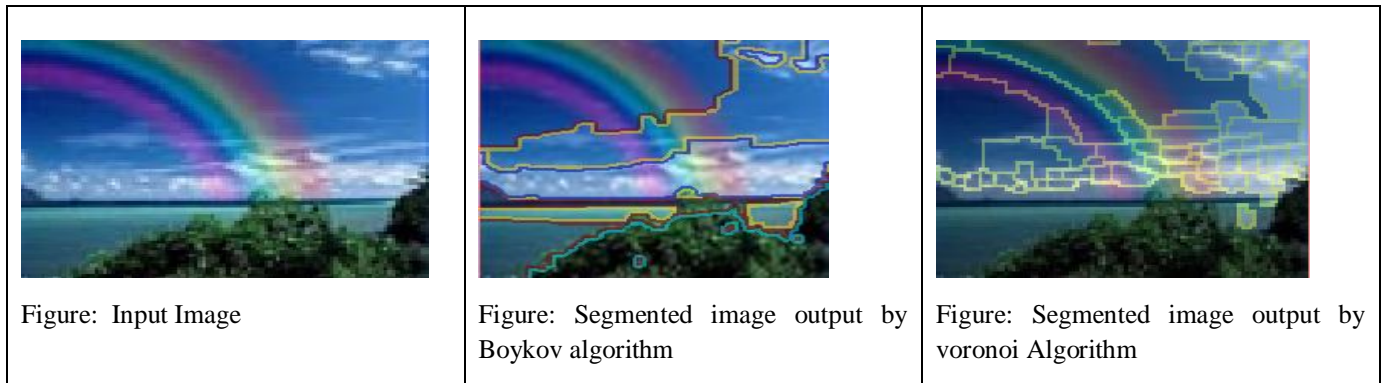 Figure: Input Image
Figure: Segmented image output by
Boykov algorithm
Figure: Segmented image output by
voronoi Algorithm